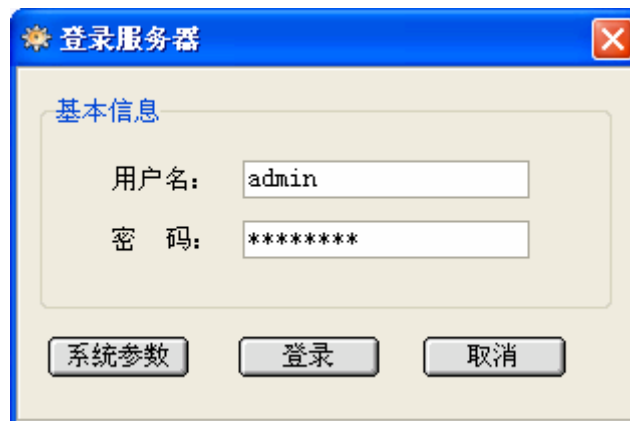 登录服务器
基本信息
用户名： admin
密 码： ********
系统参数 登录 取消